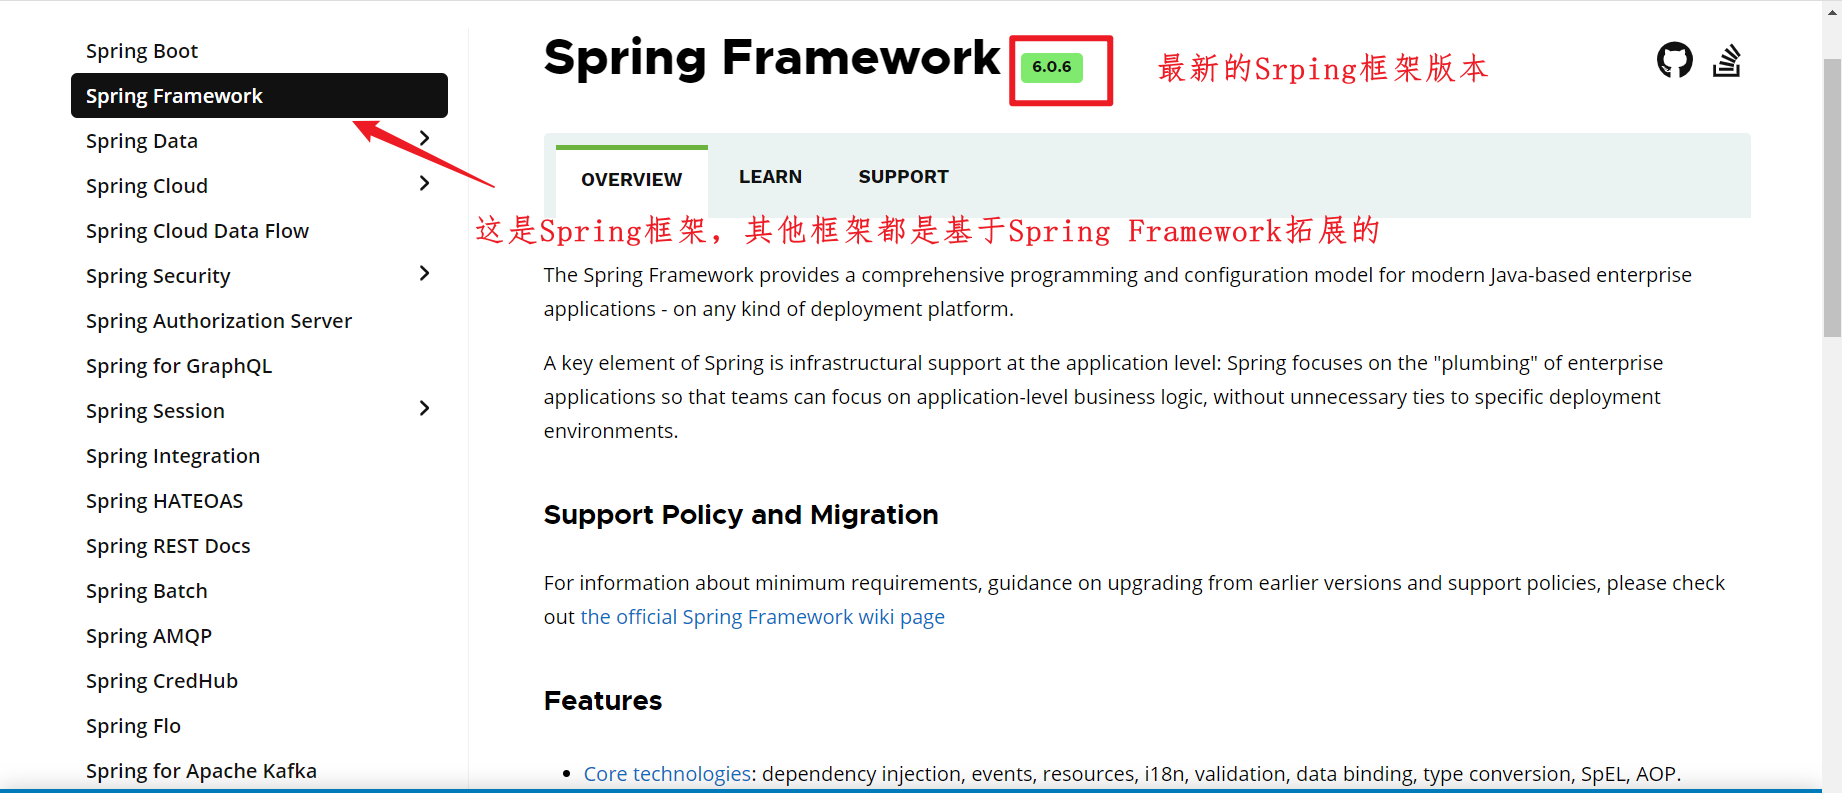 Spring Boot
Spring Framework
Spring Data
Spring Cloud
Spring Cloud Data Flow
Spring Security
Spring Authorization Server
Spring for GraphQL
Spring Session
Spring Integration
Spring HATEOAS
Spring REST Docs
Spring Batch
Spring AMQP
Spring CredHub
Spring Flo
Spring for Apache Kafka
Spring Framework 6.0.6
最新的Srping框架版本
OVERVIEW LEARN SUPPORT
这是Spring框架，其他框架都是基于Spring Framework拓展的
The Spring Framework provides a comprehensive programming and configuration model for modern Java-based enterprise
applications - on any kind of deployment platform.
A key element of Spring is infrastructural support at the application level: Spring focuses on the "plumbing" of enterprise
applications so that teams can focus on application-level business logic, without unnecessary ties to specific deployment
environments.
Support Policy and Migration
For information about minimum requirements, guidance on upgrading from earlier versions and support policies, please check
out the official Spring Framework wiki page
Features
• Core technologies: dependency injection, events, resources, i18n, validation, data binding, type conversion, SpEL, AOP.